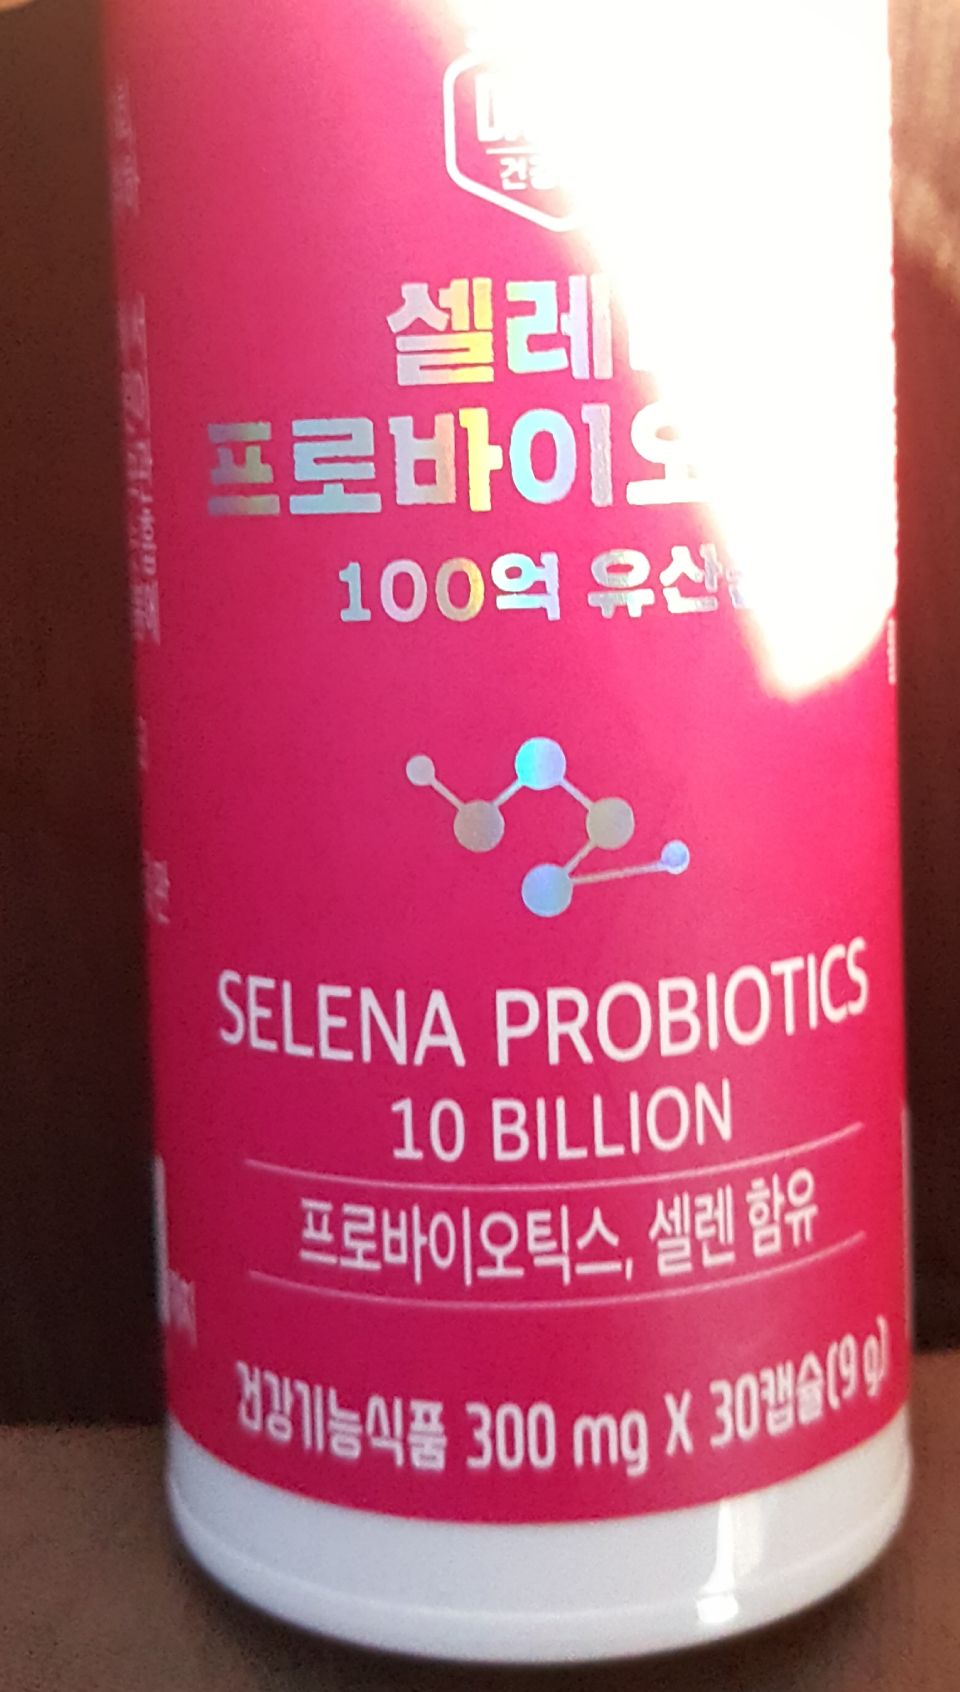 셀레
프로바이오
100억 유산
SELENA PROBIOTICS
10 BILLION
프로바이오틱스, 셀렌 함유
건강기능식품 300 mg X 30캡슐(9 g)